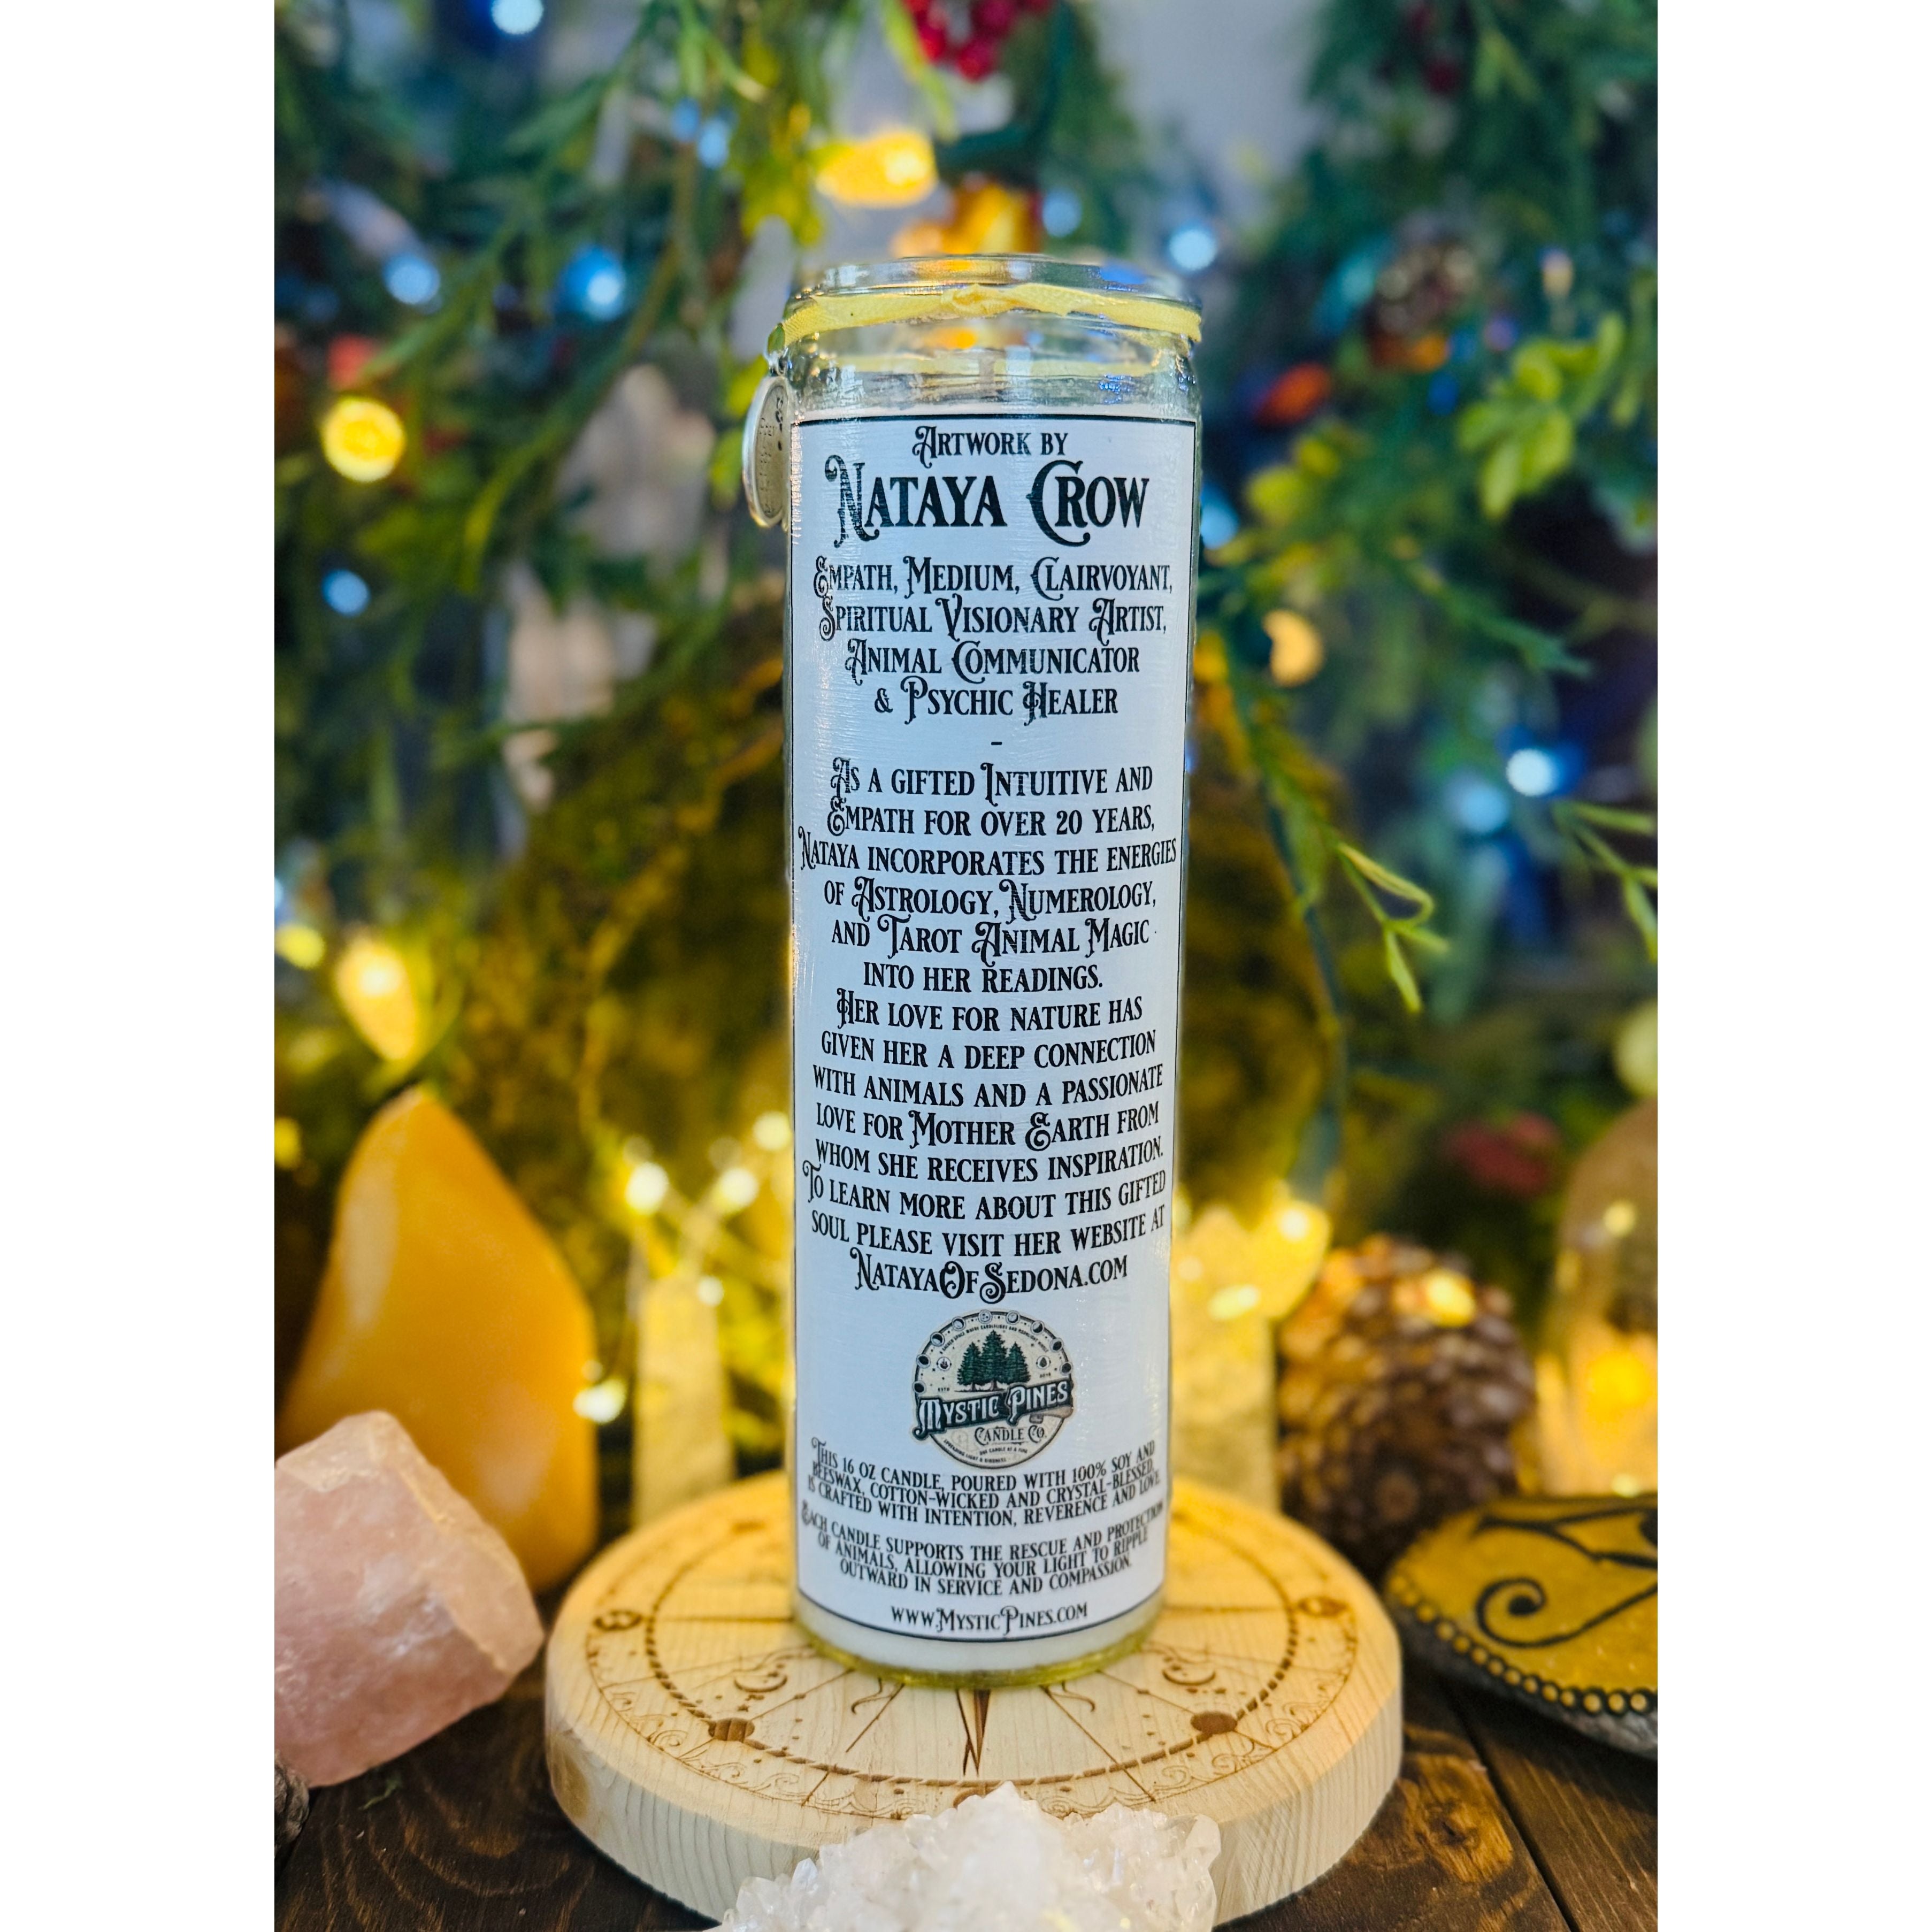 Artwork by
Nataya Crow
Empath, Medium, Clairvoyant,
Spiritual Visionary Artist,
Animal Communicator
& Psychic Healer
-
As a gifted Intuitive and
Empath for over 20 years,
Nataya incorporates the energies
of Astrology, Numerology,
and Tarot Animal Magic
into her readings.
Her love for nature has
given her a deep connection
with animals and a passionate
love for Mother Earth from
whom she receives inspiration.
To learn more about this gifted
soul please visit her website at
NatayaOfSedona.com
Mystic Pines
Candle Co.
This 16 oz candle, poured with 100% soy and
beeswax, cotton-wicked and crystal-blessed,
is crafted with intention, reverence and love.
Each candle supports the rescue and protection
of animals, allowing your light to ripple
outward in service and compassion.
www.MysticPines.com